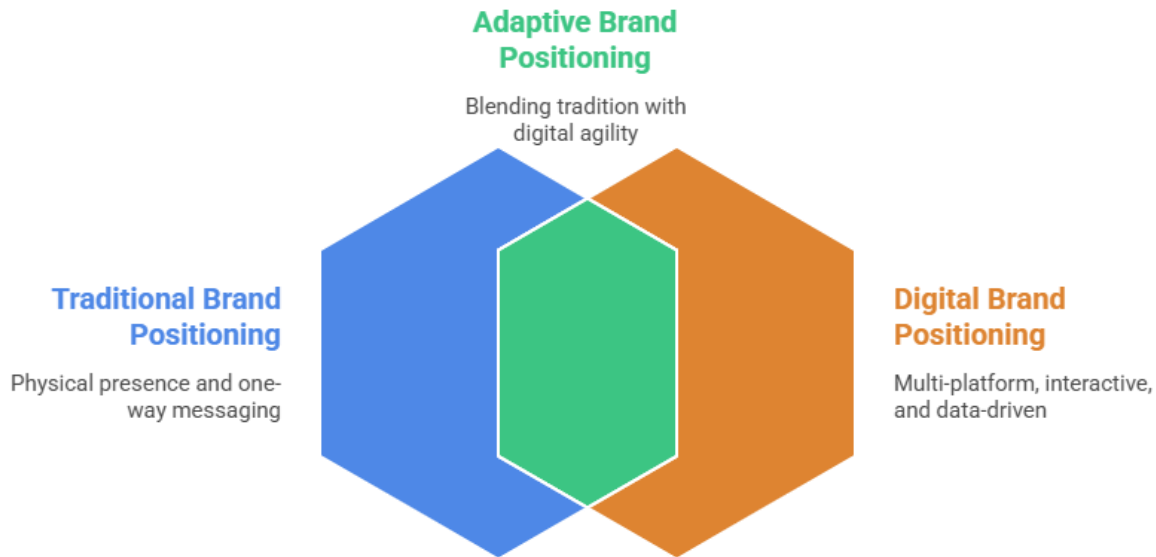 Adaptive Brand
Positioning
Blending tradition with
digital agility
Traditional Brand
Positioning
Physical presence and one-
way messaging
Digital Brand
Positioning
Multi-platform, interactive,
and data-driven